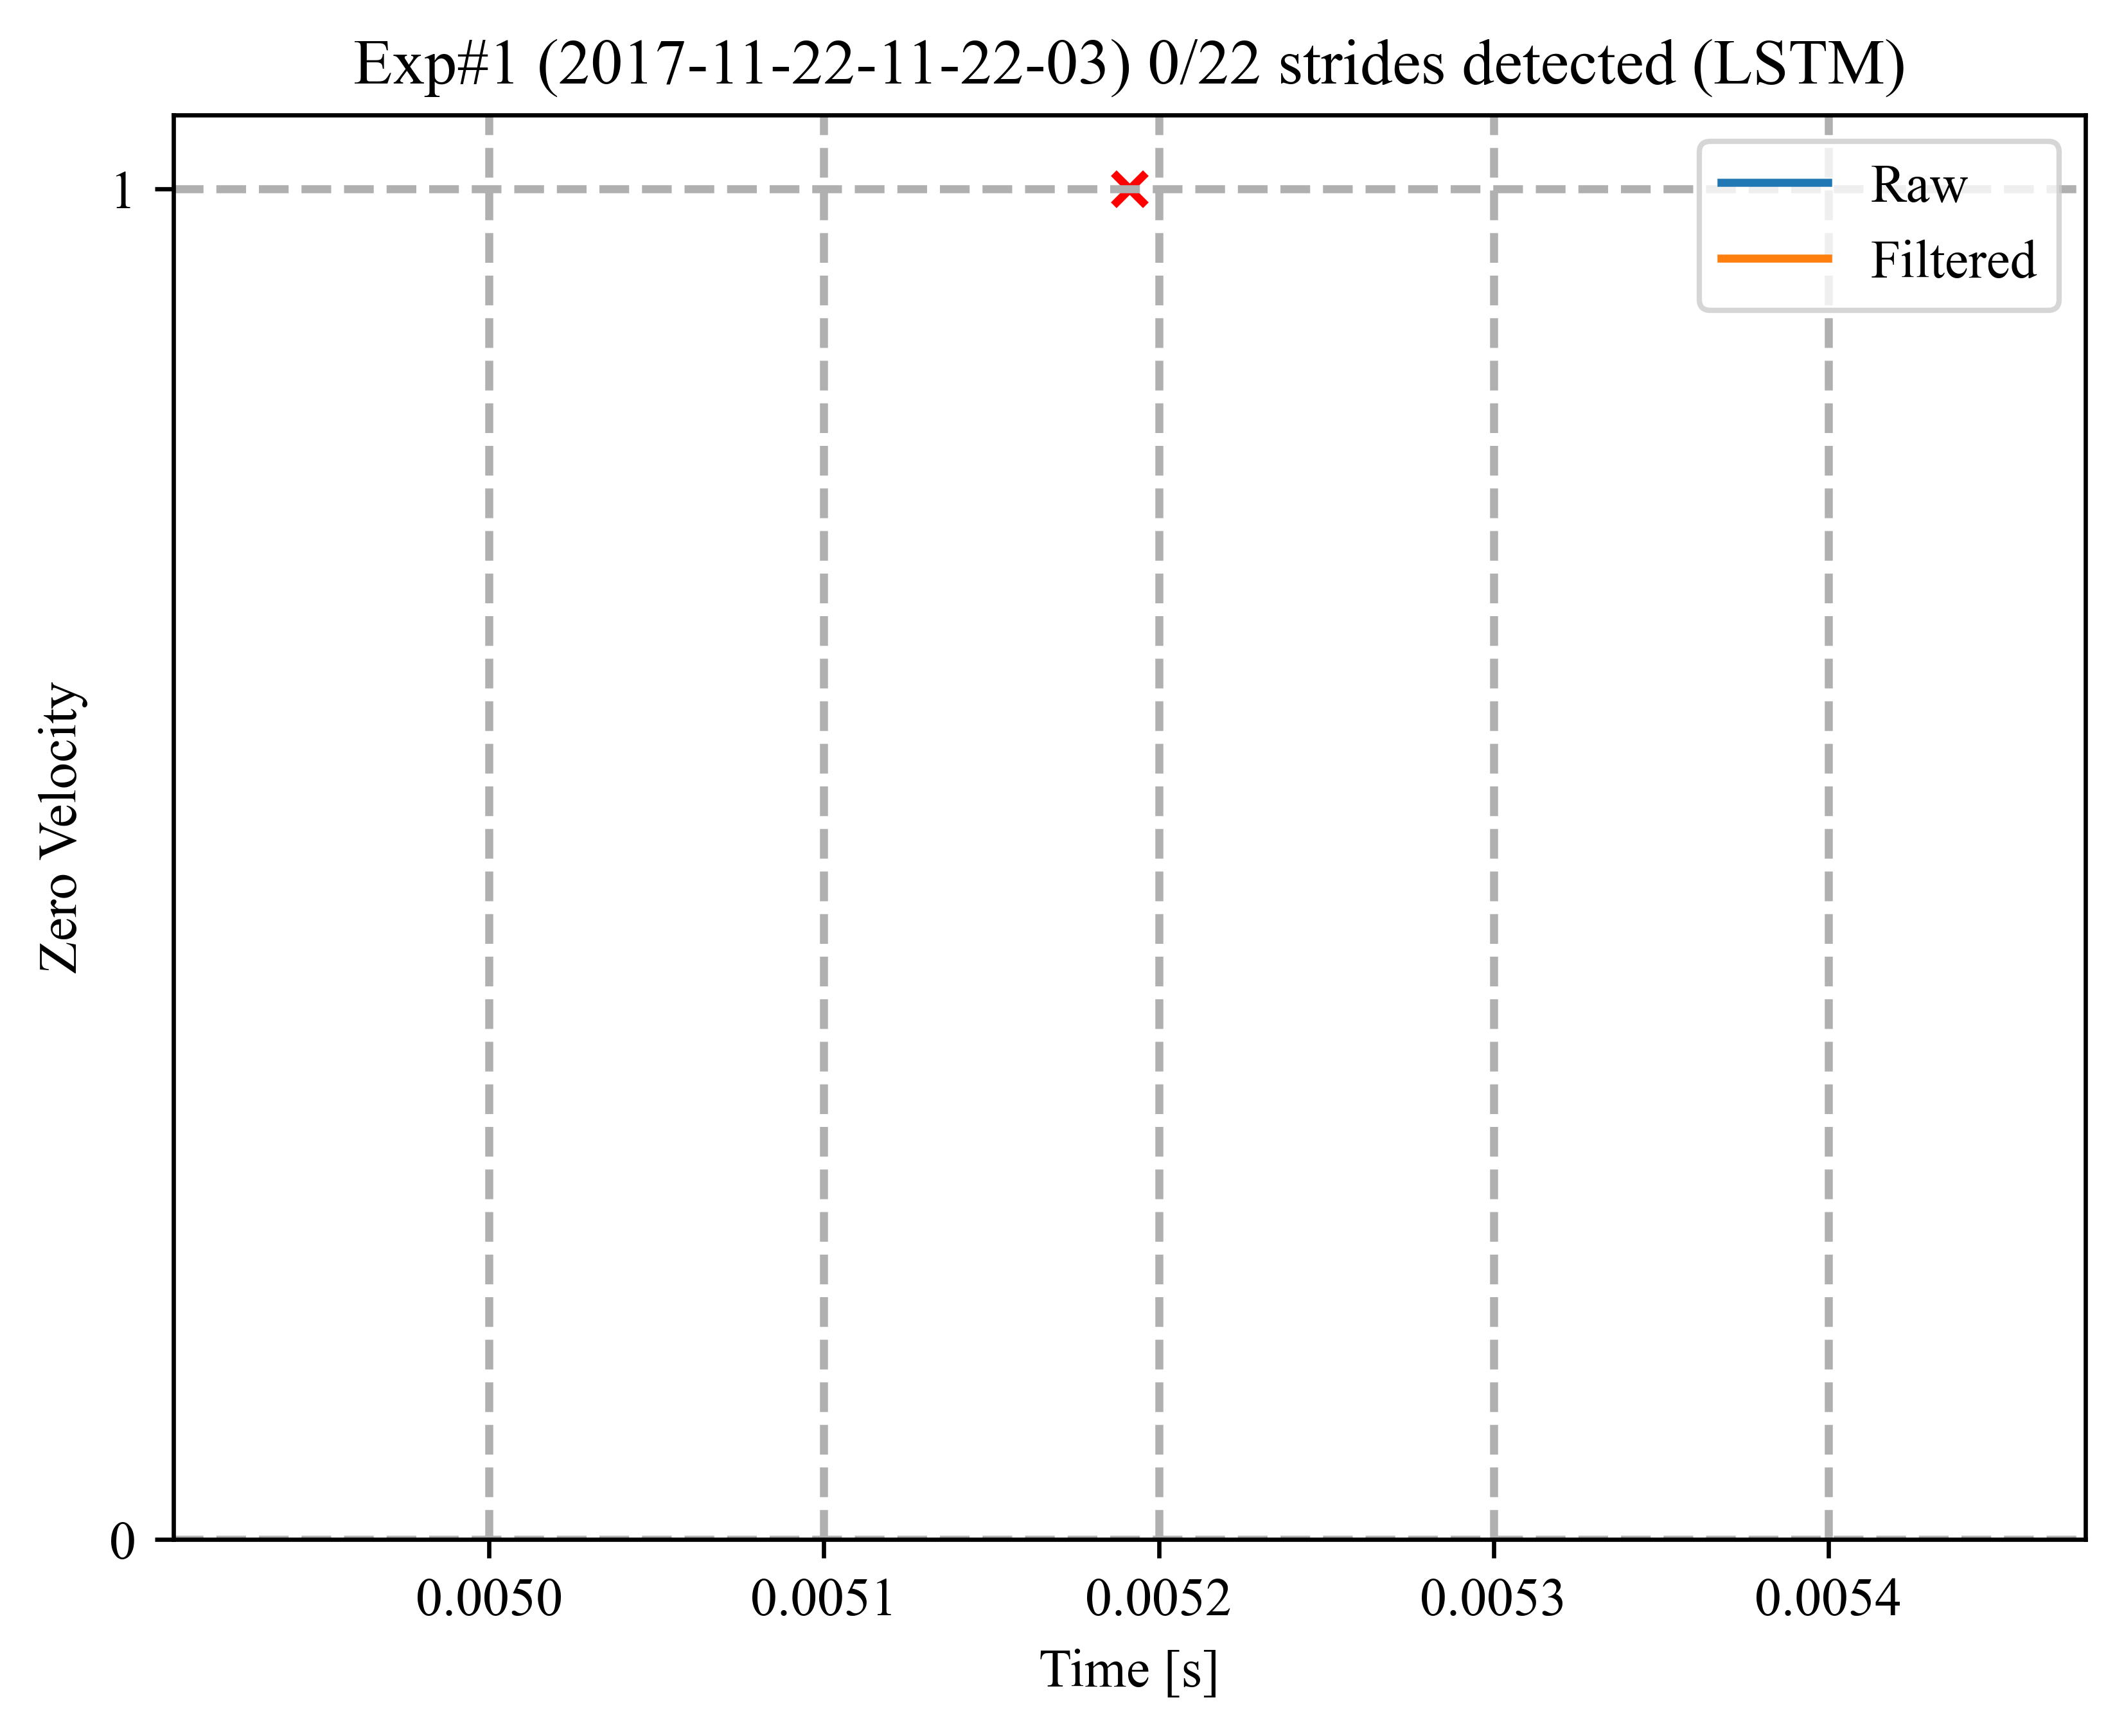 Exp#1 (2017-11-22-11-22-03) 0/22 strides detected (LSTM)
Raw
Filtered
1
Zero Velocity
0
0.0050 0.0051 0.0052 0.0053 0.0054
Time [s]